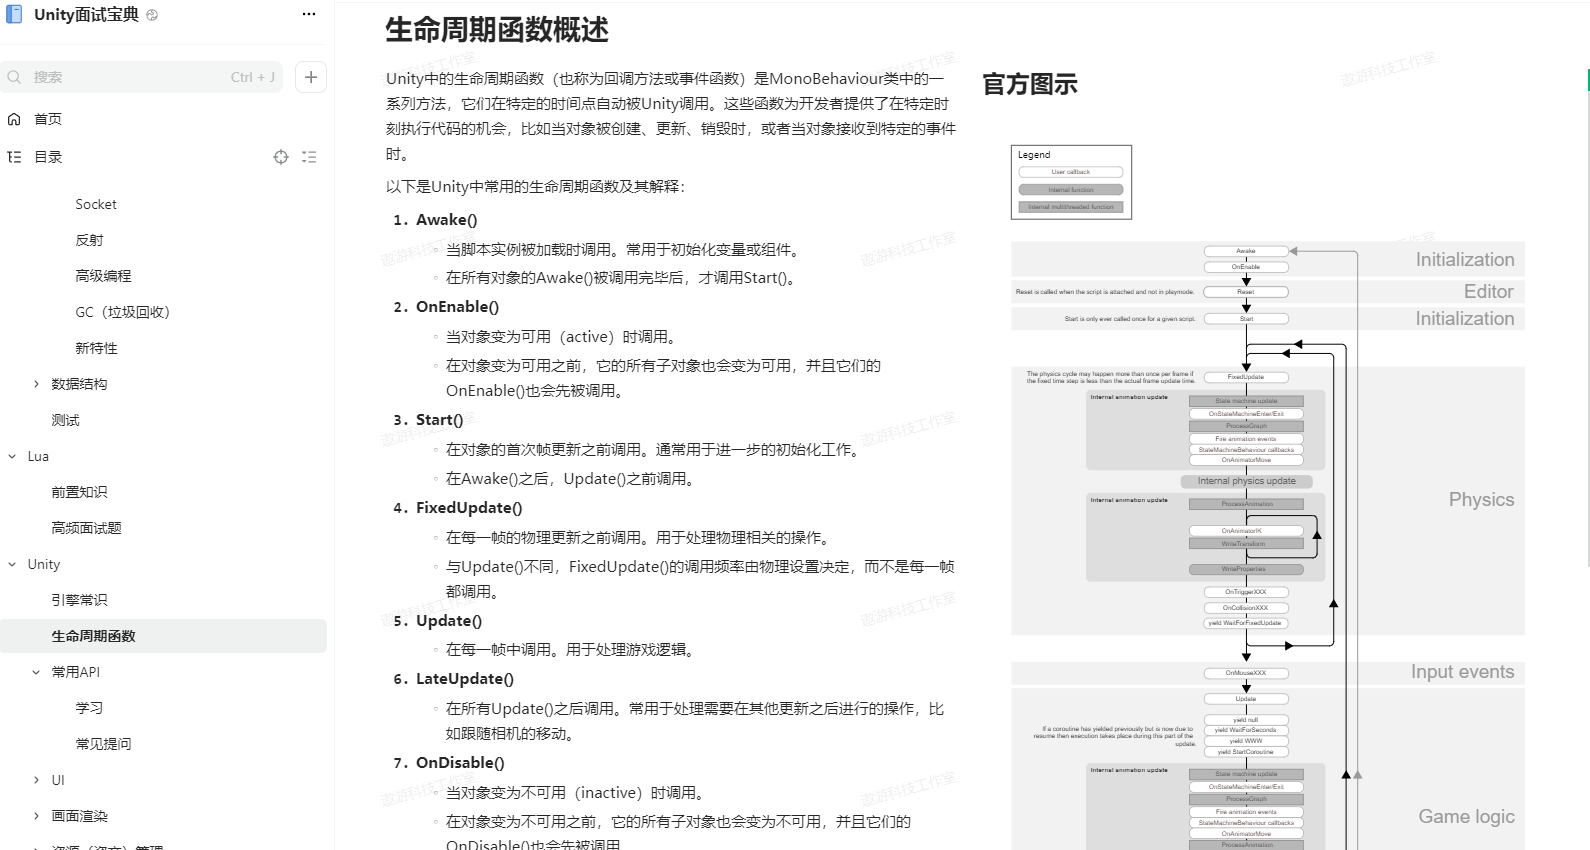 Unity面试宝典
搜索
Ctrl + J
首页
目录
Socket
反射
高级编程
GC（垃圾回收）
新特性
数据结构
测试
Lua
前置知识
高频面试题
Unity
引擎常识
生命周期函数
常用API
学习
常见提问
UI
画面渲染
资源（资产）管理
生命周期函数概述
Unity中的生命周期函数（也称为回调方法或事件函数）是MonoBehaviour类中的一
系列方法，它们在特定的时间点自动被Unity调用。这些函数为开发者提供了在特定时
刻执行代码的机会，比如当对象被创建、更新、销毁时，或者当对象接收到特定的事件
时。
以下是Unity中常用的生命周期函数及其解释：
1. Awake()
当脚本实例被加载时调用。常用于初始化变量或组件。
在所有对象的Awake()被调用完毕后，才调用Start()。
2. OnEnable()
当对象变为可用（active）时调用。
在对象变为可用之前，它的所有子对象也会变为可用，并且它们的
OnEnable()也会先被调用。
3. Start()
在对象的首次帧更新之前调用。通常用于进一步的初始化工作。
在Awake()之后，Update()之前调用。
4. FixedUpdate()
在每一帧的物理更新之前调用。用于处理物理相关的操作。
与Update()不同，FixedUpdate()的调用频率由物理设置决定，而不是每一帧
都调用。
5. Update()
在每一帧中调用。用于处理游戏逻辑。
6. LateUpdate()
在所有Update()之后调用。常用于处理需要在其他更新之后进行的操作，比
如跟随相机的移动。
7. OnDisable()
当对象变为不可用（inactive）时调用。
在对象变为不可用之前，它的所有子对象也会变为不可用，并且它们的
OnDisable()也会先被调用
官方图示
遨游科技工作室
Legend
User callback
Internal function
Internal multithreaded function
Awake
OnEnable
Initialization
Reset is called when the script is attached and not in playmode.
Reset
Editor
Start is only ever called once for a given script.
Start
Initialization
The physics cycle may happen more than once per frame if
the fixed time step is less than the actual frame update time.
FixedUpdate
Internal animation update
State machine update
OnStateMachineEnter/Exit
ProcessGraph
Fire animation events
StateMachineBehaviour callbacks
OnAnimatorMove
Internal physics update
Internal animation update
ProcessAnimation
OnAnimatorIK
WriteTransform
WriteProperties
Physics
OnTriggerXXX
OnCollisionXXX
yield WaitForFixedUpdate
OnMouseXXX
Input events
Update
If a coroutine has yielded previously but is now due to
resume then execution takes place during this part of the
update.
yield null
yield WaitForSeconds
yield WWW
yield StartCoroutine
Internal animation update
State machine update
OnStateMachineEnter/Exit
ProcessGraph
Fire animation events
StateMachineBehaviour callbacks
OnAnimatorMove
ProcessAnimation
Game logic